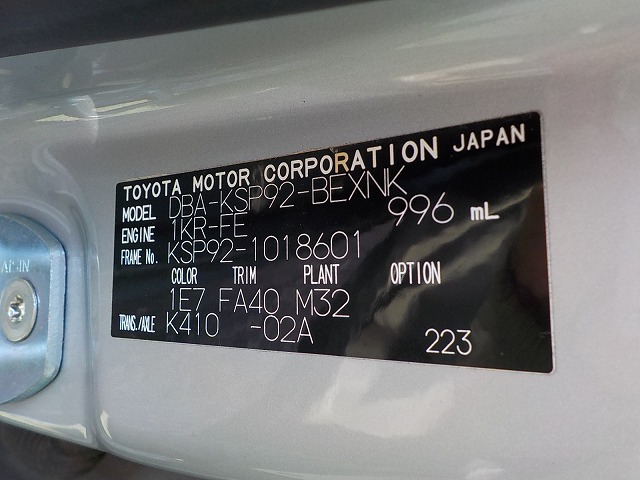 TOYOTA MOTOR CORPORATION JAPAN
MODEL DBA-KSP92-BEXNK
ENGINE 1KR-FE 996 mL
FRAME No. KSP92-1018601
COLOR TRIM PLANT OPTION
1E7 FA40 M32
TRANS./AXLE K410 -02A
223